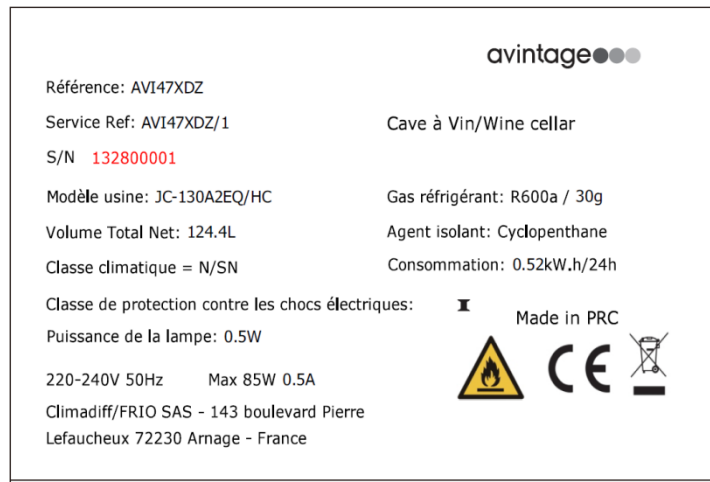 avintage
Référence: AVI47XDZ
Service Ref: AVI47XDZ/1
Cave à Vin/Wine cellar
S/N 132800001
Modèle usine: JC-130A2EQ/HC
Gas réfrigérant: R600a / 30g
Volume Total Net: 124.4L
Agent isolant: Cyclopenthane
Classe climatique = N/SN
Consommation: 0.52kW.h/24h
Classe de protection contre les chocs électriques: I
Made in PRC
Puissance de la lampe: 0.5W
CE
220-240V 50Hz Max 85W 0.5A
Climadiff/FRIO SAS - 143 boulevard Pierre
Lefaucheux 72230 Arnage - France